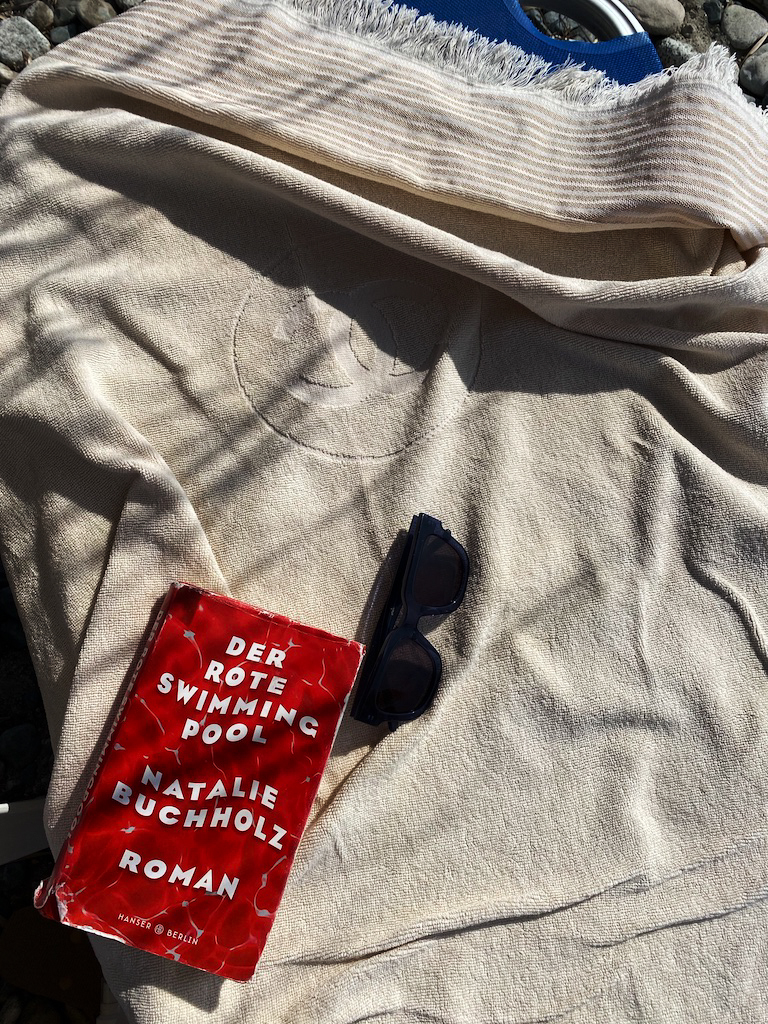 DER
ROTE
SWIMMING
POOL
NATALIE
BUCHHOLZ
ROMAN
HANSER BERLIN